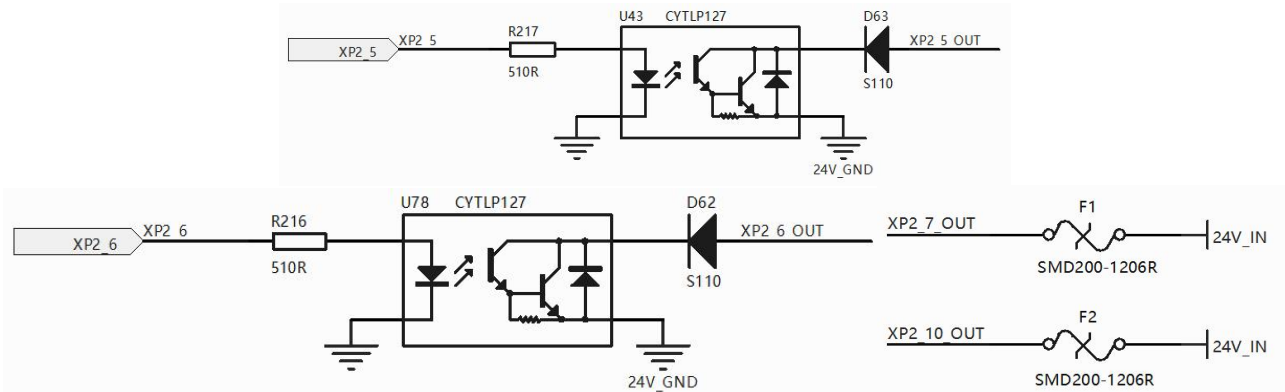 U43 CYTLP127 D63
R217
XP2_5 XP2_5 XP2_5_OUT
510R
S110
24V_GND
U78 CYTLP127 D62
R216
XP2_6 XP2_6 XP2_6_OUT
510R
S110
24V_GND
F1
XP2_7_OUT 24V_IN
SMD200-1206R
F2
XP2_10_OUT 24V_IN
SMD200-1206R